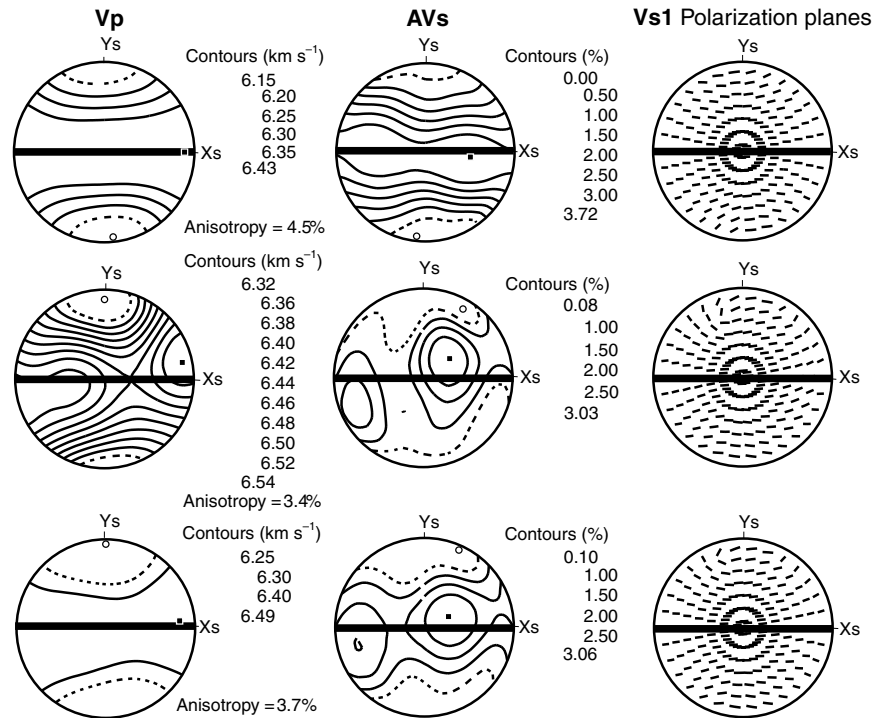 Vp
AVs
Vs1 Polarization planes
Ys
Contours (km s⁻¹)
6.15
6.20
6.25
6.30
6.35
6.43
Xs
Anisotropy = 4.5%
Ys
Contours (%)
0.00
0.50
1.00
1.50
2.00
2.50
3.00
3.72
Xs
Ys
Xs
Ys
Contours (km s⁻¹)
6.32
6.36
6.38
6.40
6.42
6.44
6.46
6.48
6.50
6.52
6.54
Xs
Anisotropy = 3.4%
Ys
Contours (%)
0.08
1.00
1.50
2.00
2.50
3.03
Xs
Ys
Xs
Ys
Contours (km s⁻¹)
6.25
6.30
6.40
6.49
Xs
Anisotropy = 3.7%
Ys
Contours (%)
0.10
1.00
1.50
2.00
2.50
3.06
Xs
Ys
Xs